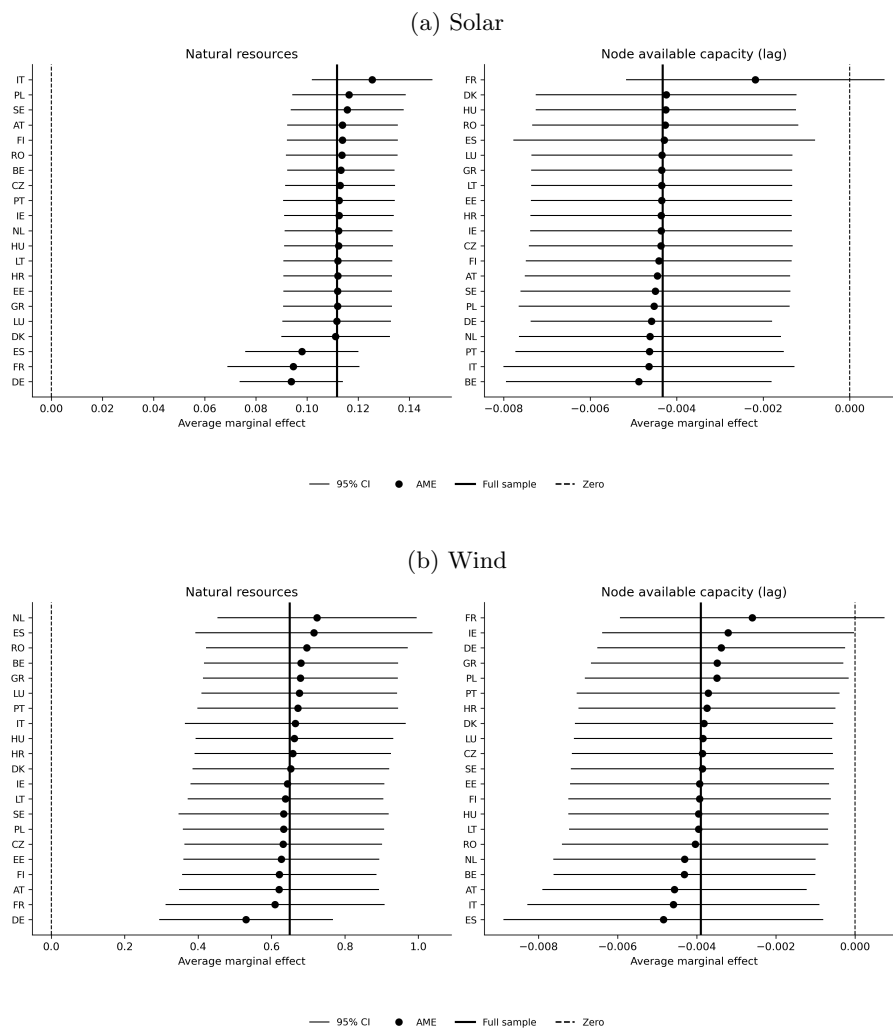 (a) Solar
Natural resources
IT
PL
SE
AT
FI
RO
BE
CZ
PT
IE
NL
HU
LT
HR
EE
GR
LU
DK
ES
FR
DE
0.00 0.02 0.04 0.06 0.08 0.10 0.12 0.14
Average marginal effect
Node available capacity (lag)
FR
DK
HU
RO
ES
LU
GR
LT
EE
HR
IE
CZ
FI
AT
SE
PL
DE
NL
PT
IT
BE
−0.008 −0.006 −0.004 −0.002 0.000
Average marginal effect
95% CI AME Full sample Zero
(b) Wind
Natural resources
NL
ES
RO
BE
GR
LU
PT
IT
HU
HR
DK
IE
LT
SE
PL
CZ
EE
FI
AT
FR
DE
0.0 0.2 0.4 0.6 0.8 1.0
Average marginal effect
Node available capacity (lag)
FR
IE
DE
GR
PL
PT
HR
DK
LU
CZ
SE
EE
FI
HU
LT
RO
NL
BE
AT
IT
ES
−0.008 −0.006 −0.004 −0.002 0.000
Average marginal effect
95% CI AME Full sample Zero